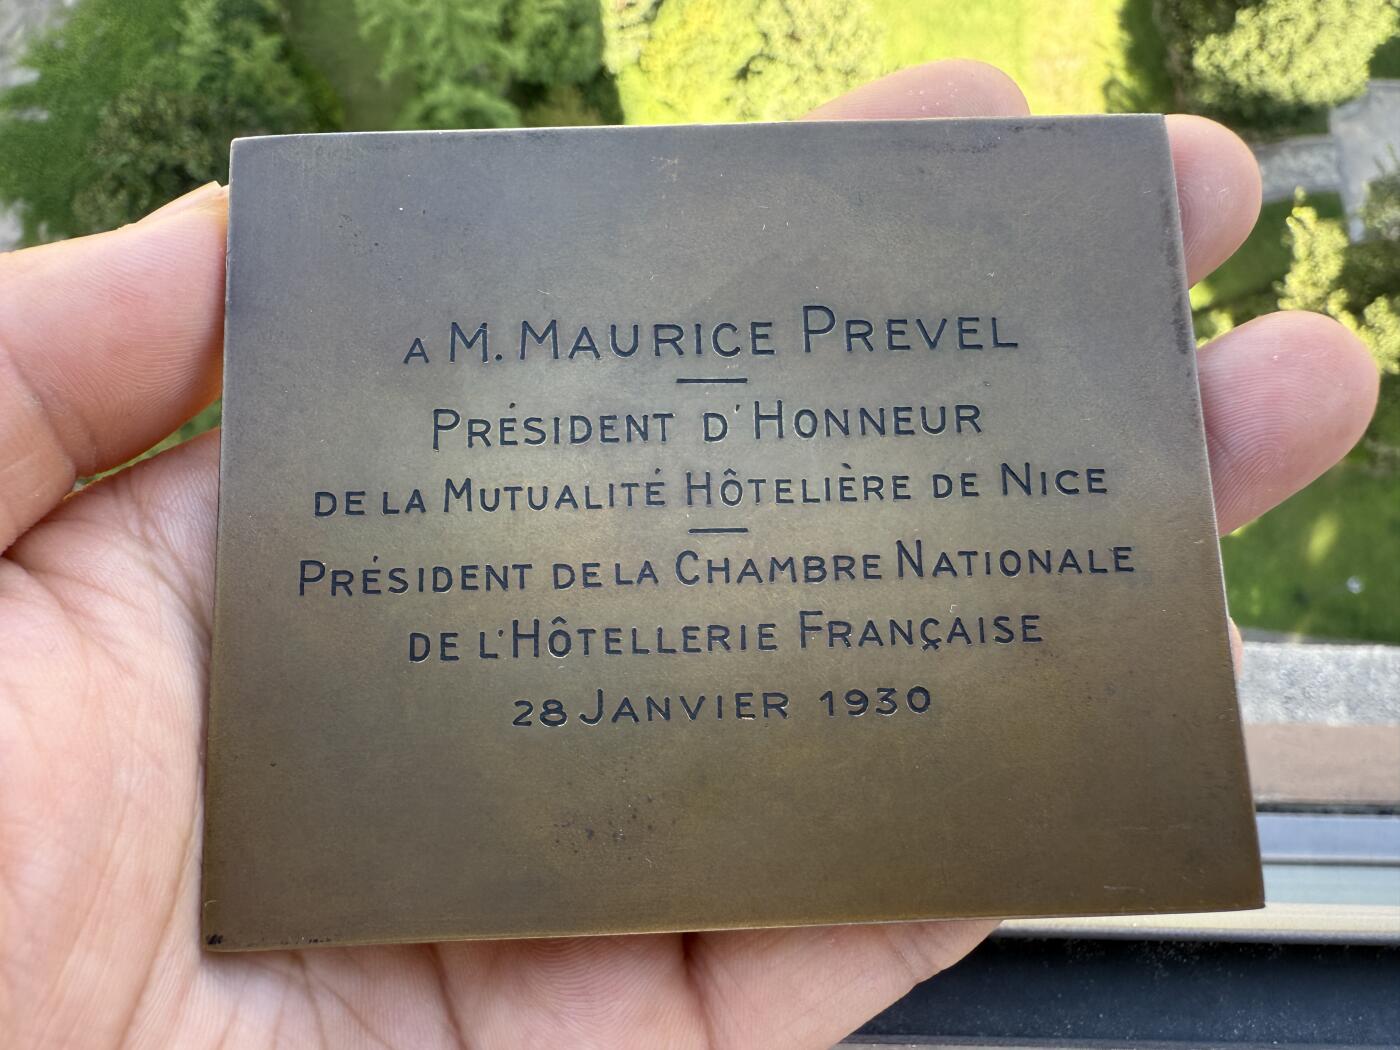 A M. MAURICE PREVEL
PRÉSIDENT D'HONNEUR
DE LA MUTUALITÉ HÔTELIÈRE DE NICE
PRÉSIDENT DE LA CHAMBRE NATIONALE
DE L'HÔTELLERIE FRANÇAISE
28 JANVIER 1930